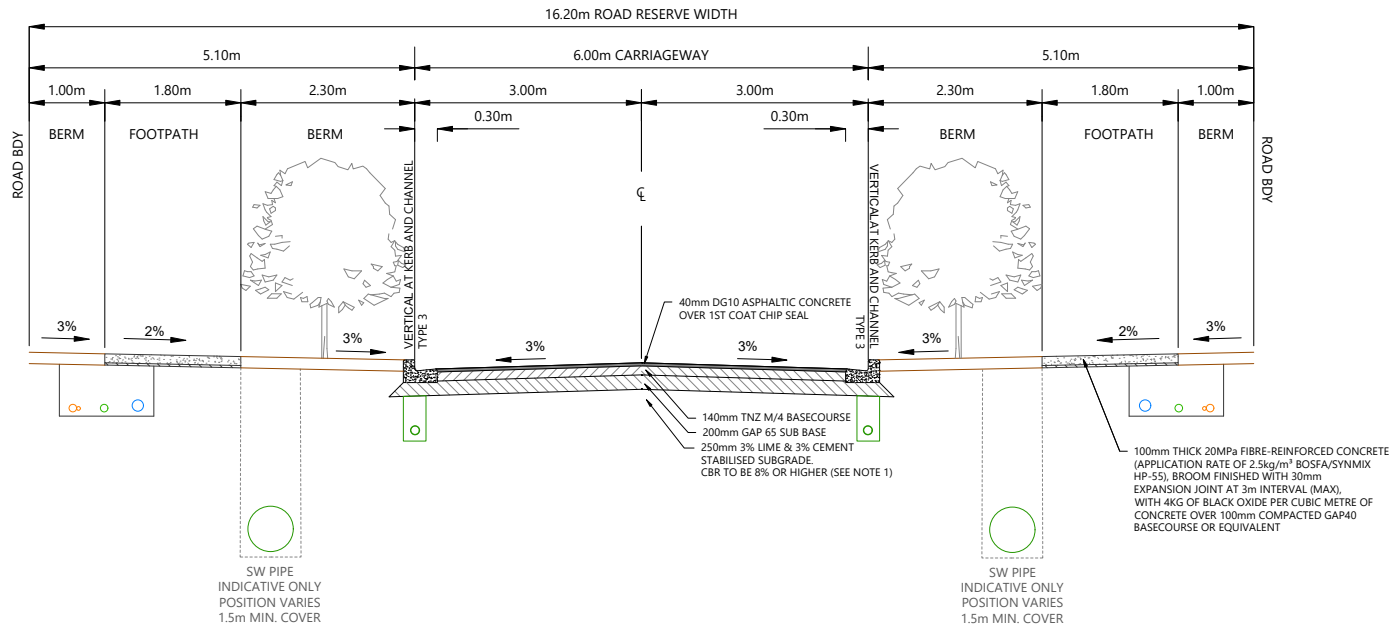 16.20m ROAD RESERVE WIDTH
5.10m
6.00m CARRIAGEWAY
5.10m
1.00m
1.80m
2.30m
3.00m
3.00m
2.30m
1.80m
1.00m
0.30m
0.30m
BERM
FOOTPATH
BERM
BERM
FOOTPATH
BERM
ROAD BDY
ROAD BDY
VERTICAL AT KERB AND CHANNEL
TYPE 3
VERTICAL AT KERB AND CHANNEL
TYPE 3
℄
40mm DG10 ASPHALTIC CONCRETE
OVER 1ST COAT CHIP SEAL
3%
2%
3%
3%
3%
3%
2%
3%
140mm TNZ M/4 BASECOURSE
200mm GAP 65 SUB BASE
250mm 3% LIME & 3% CEMENT
STABILISED SUBGRADE.
CBR TO BE 8% OR HIGHER (SEE NOTE 1)
100mm THICK 20MPa FIBRE-REINFORCED CONCRETE
(APPLICATION RATE OF 2.5kg/m³ BOSFA/SYNMIX
HP-55), BROOM FINISHED WITH 30mm
EXPANSION JOINT AT 3m INTERVAL (MAX),
WITH 4KG OF BLACK OXIDE PER CUBIC METRE OF
CONCRETE OVER 100mm COMPACTED GAP40
BASECOURSE OR EQUIVALENT
SW PIPE
INDICATIVE ONLY
POSITION VARIES
1.5m MIN. COVER
SW PIPE
INDICATIVE ONLY
POSITION VARIES
1.5m MIN. COVER